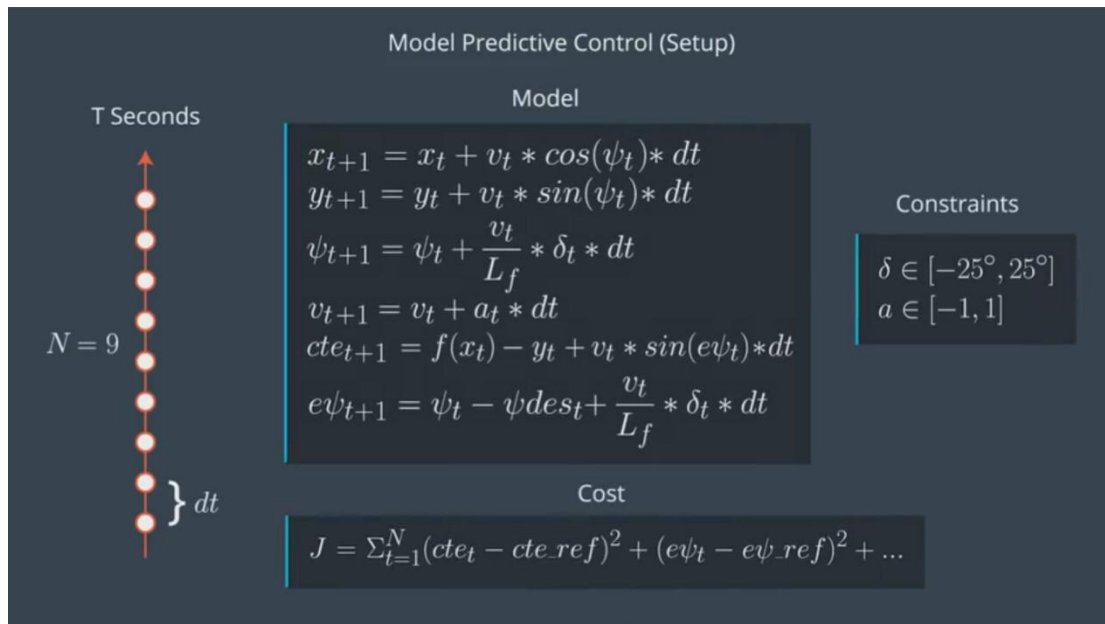 Model Predictive Control (Setup)
T Seconds
N = 9
dt
Model
x_{t+1} = x_t + v_t * cos(ψ_t) * dt
y_{t+1} = y_t + v_t * sin(ψ_t) * dt
ψ_{t+1} = ψ_t + \frac{v_t}{L_f} * δ_t * dt
v_{t+1} = v_t + a_t * dt
cte_{t+1} = f(x_t) − y_t + v_t * sin(eψ_t) * dt
eψ_{t+1} = ψ_t − ψdes_t + \frac{v_t}{L_f} * δ_t * dt
Constraints
δ ∈ [−25°, 25°]
a ∈ [−1, 1]
Cost
J = Σ_{t=1}^{N}(cte_t − cte_ref)^2 + (eψ_t − eψ_ref)^2 + ...